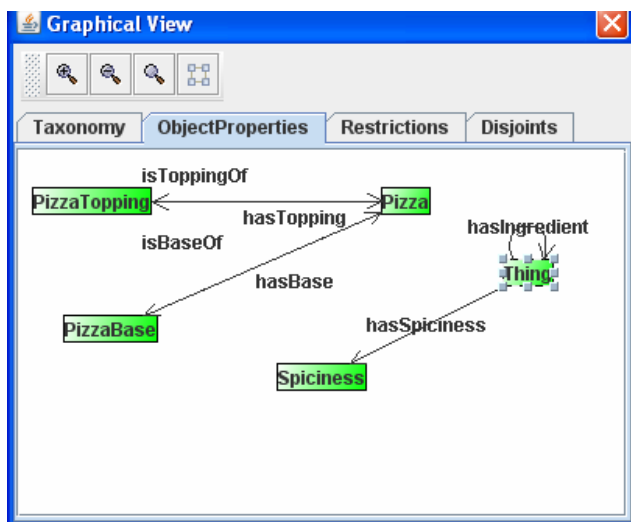 Graphical View
Taxonomy ObjectProperties Restrictions Disjoints
isToppingOf
PizzaTopping Pizza
hasTopping
hasIngredient
isBaseOf
Thing
hasBase
PizzaBase
hasSpiciness
Spiciness